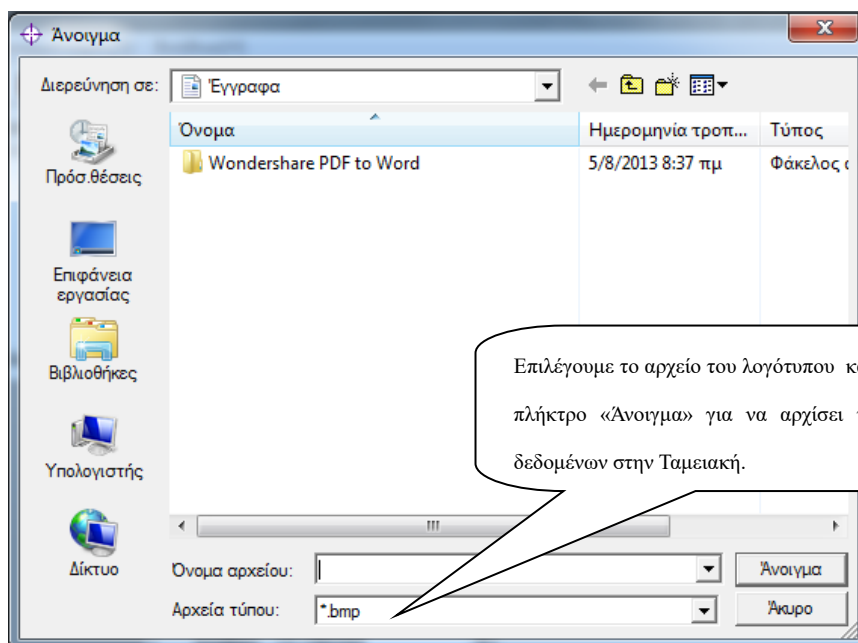 Άνοιγμα
Διερεύνηση σε: Έγγραφα
Όνομα Ημερομηνία τροπ... Τύπος
Wondershare PDF to Word 5/8/2013 8:37 πμ Φάκελος
Πρόσ.θέσεις
Επιφάνεια
εργασίας
Βιβλιοθήκες
Υπολογιστής
Δίκτυο
Επιλέγουμε το αρχείο του λογότυπου
πλήκτρο «Άνοιγμα» για να αρχίσει
δεδομένων στην Ταμειακή.
Όνομα αρχείου: Άνοιγμα
Αρχεία τύπου: *.bmp Άκυρο